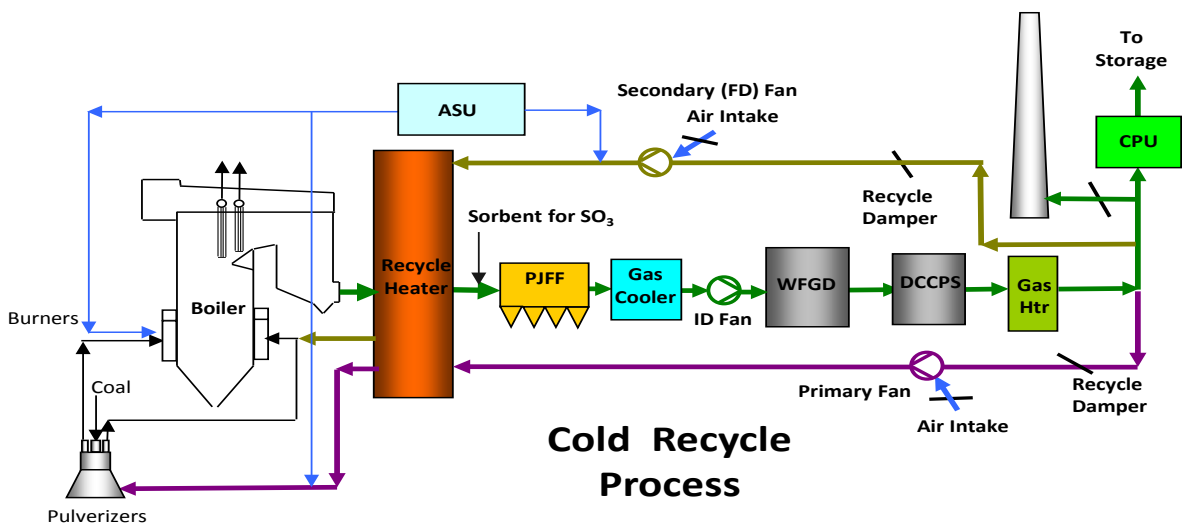 To
Storage
Secondary (FD) Fan
Air Intake
ASU
CPU
Recycle
Damper
Sorbent for SO₃
Recycle
Heater
PJFF
Gas
Cooler
ID Fan
WFGD
DCCPS
Gas
Htr
Boiler
Burners
Coal
Pulverizers
Primary Fan
Air Intake
Recycle
Damper
Cold Recycle
Process